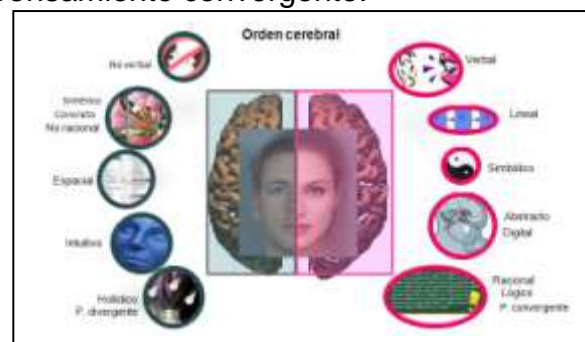 pensamiento convergente.
Orden cerebral
No verbal
Sintético
Concreto
No racional
Espacial
Intuitivo
Holístico
P. divergente
Verbal
Lineal
Simbólico
Abstracto
Digital
Racional
Lógico
P. convergente